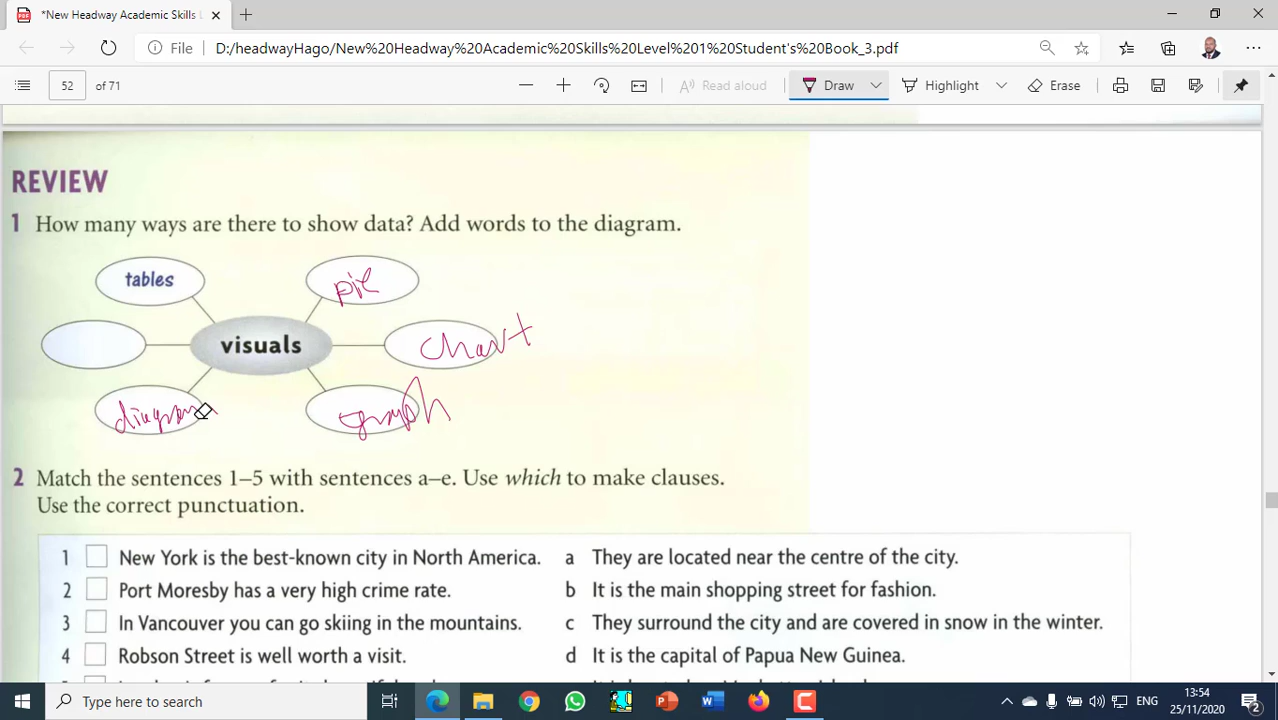 *New Headway Academic Skills L
File D:/headwayHago/New%20Headway%20Academic%20Skills%20Level%201%20Student's%20Book_3.pdf
52 of 71 Read aloud Draw Highlight Erase
REVIEW
1 How many ways are there to show data? Add words to the diagram.
tables pie
visuals chart
diagram graph
2 Match the sentences 1–5 with sentences a–e. Use which to make clauses.
Use the correct punctuation.
1 New York is the best-known city in North America. a They are located near the centre of the city.
2 Port Moresby has a very high crime rate. b It is the main shopping street for fashion.
3 In Vancouver you can go skiing in the mountains. c They surround the city and are covered in snow in the winter.
4 Robson Street is well worth a visit. d It is the capital of Papua New Guinea.
Type here to search ENG 13:54
25/11/2020 2